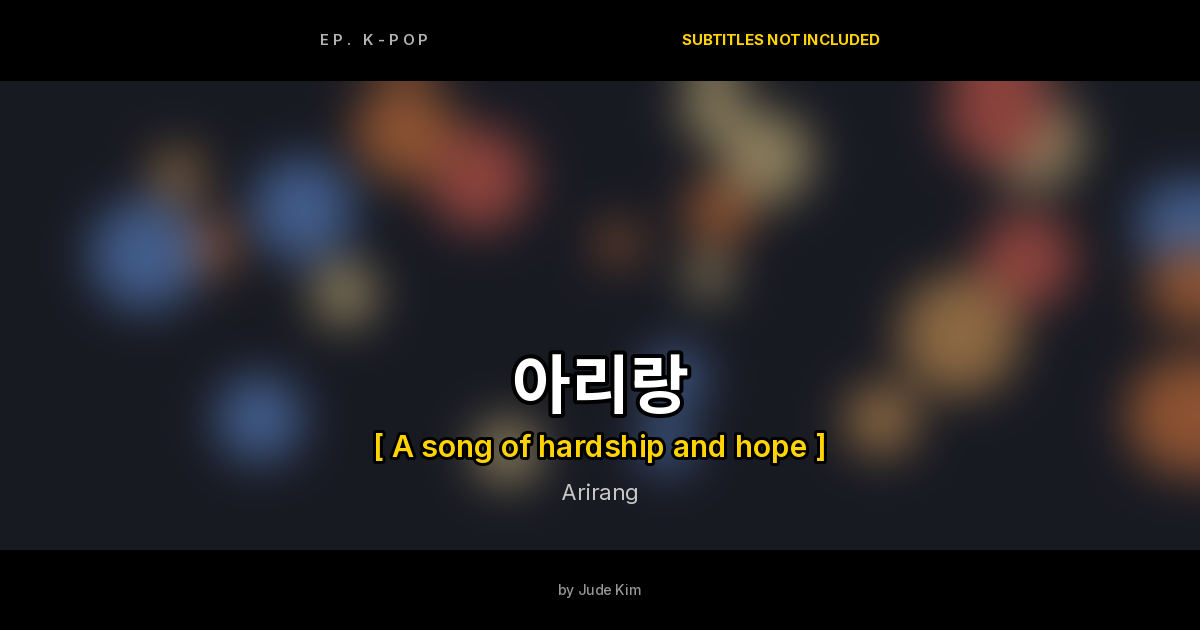 EP. K-POP
SUBTITLES NOT INCLUDED
아리랑
[ A song of hardship and hope ]
Arirang
by Jude Kim